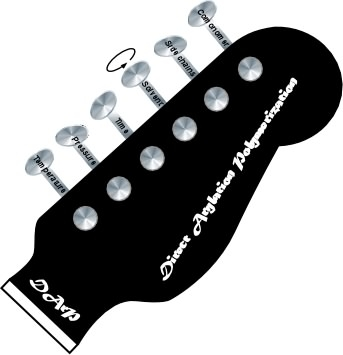 Comonomer
Side chains
Solvent
Time
Pressure
Temperature
Direct Arylation Polymerization
DArP